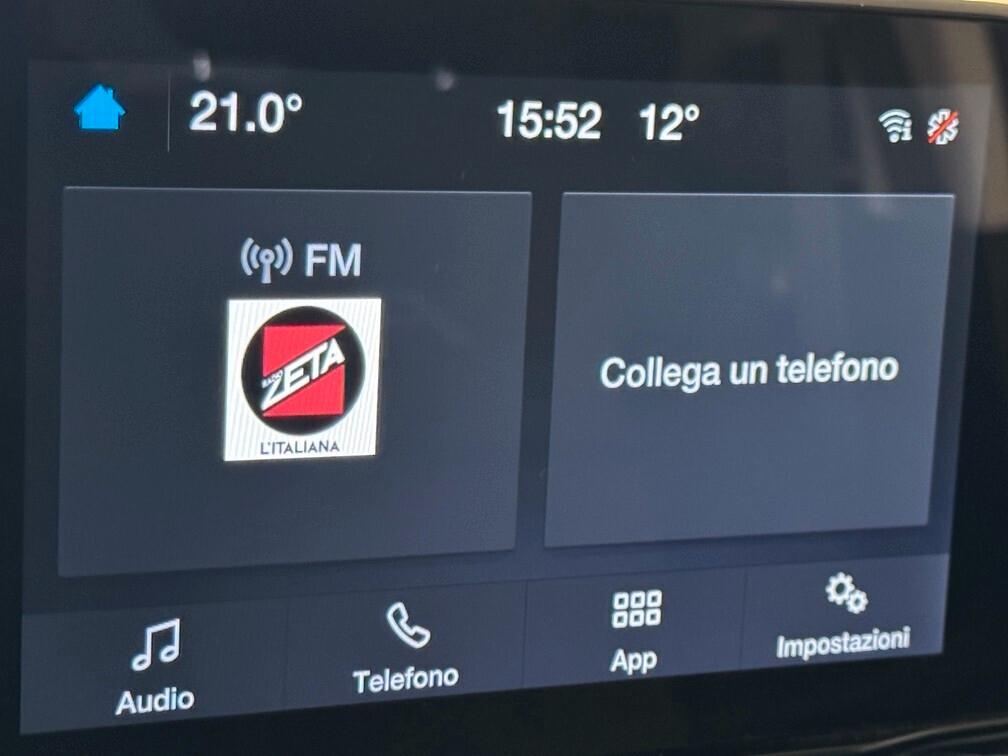 21.0°
15:52
12°
FM
RADIO
ZETA
L'ITALIANA
Collega un telefono
Audio
Telefono
App
Impostazioni